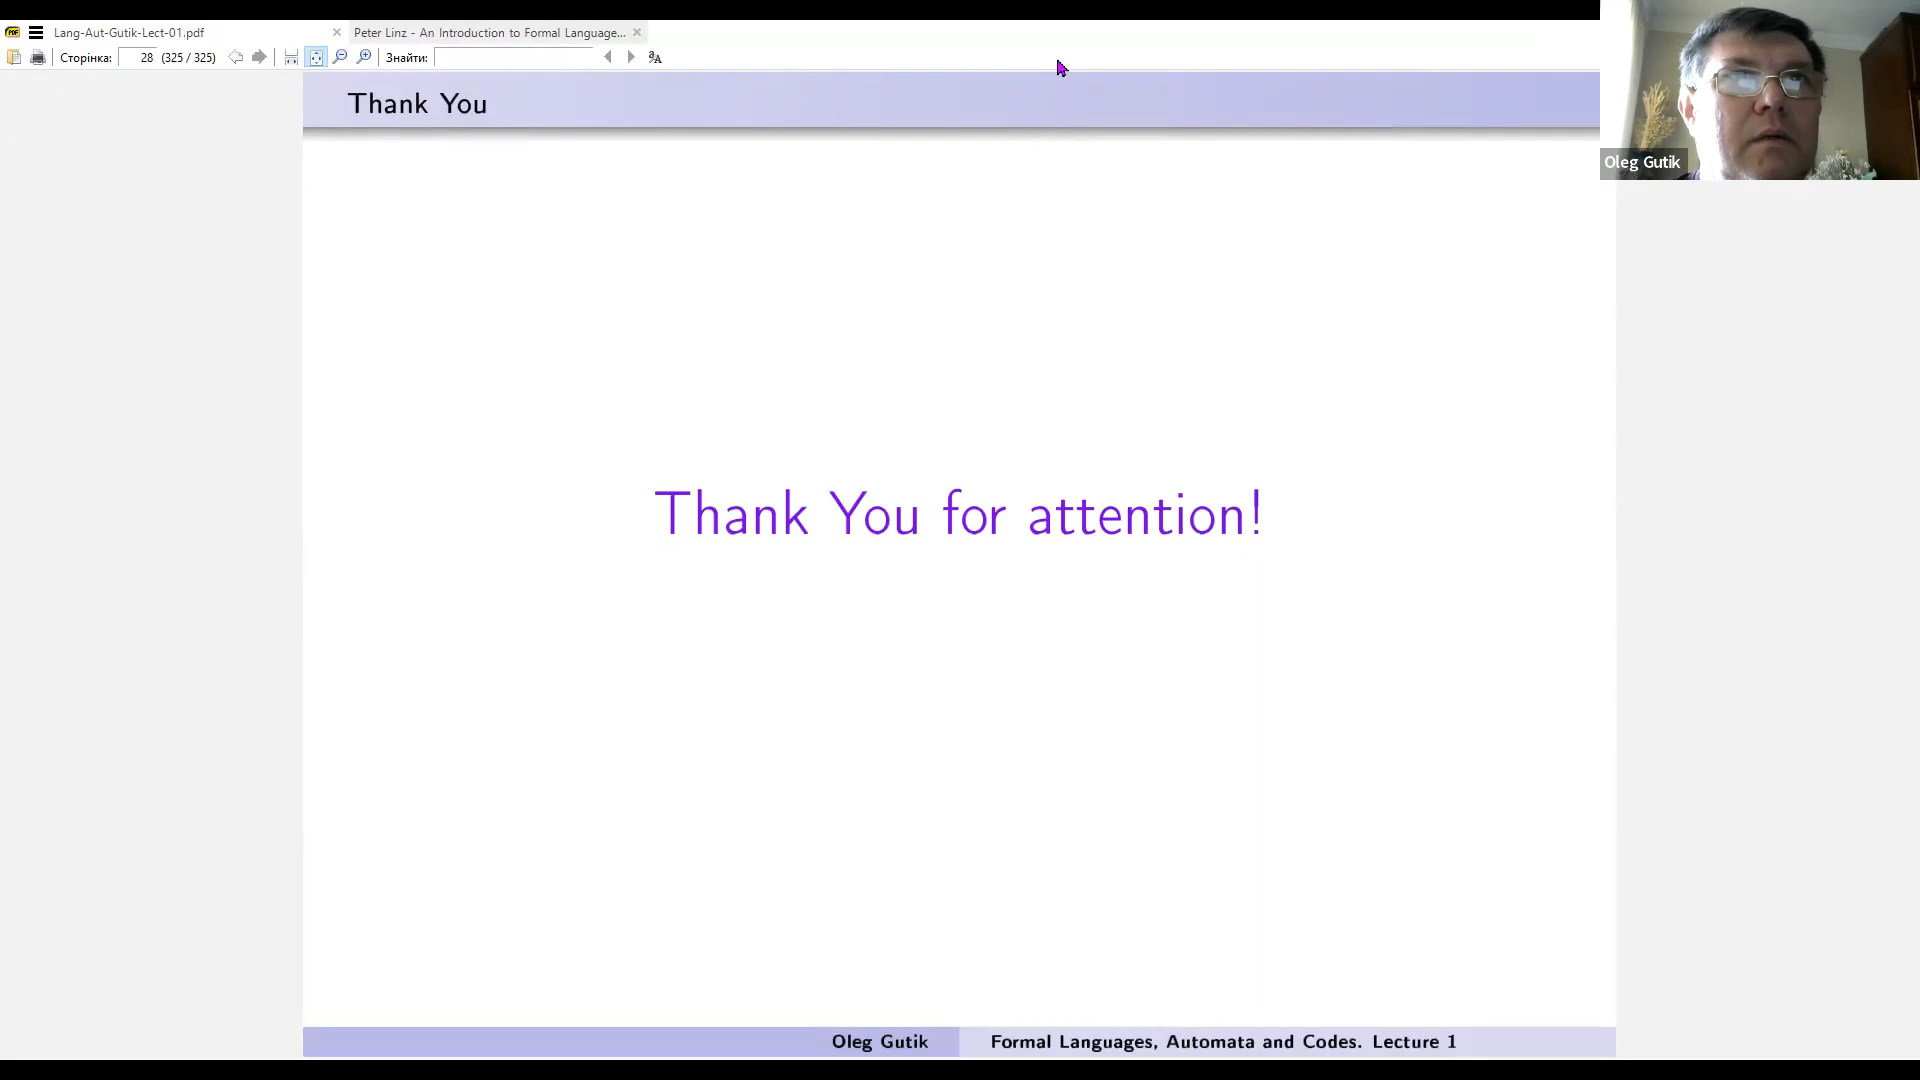 Lang-Aut-Gutik-Lect-01.pdf
Peter Linz - An Introduction to Formal Language...
Сторінка: 28 (325 / 325)
Знайти:
Thank You
Oleg Gutik
Thank You for attention!
Oleg Gutik
Formal Languages, Automata and Codes. Lecture 1